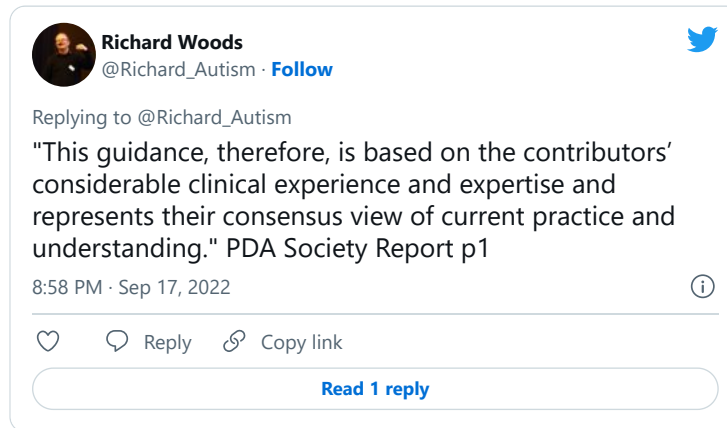 Richard Woods
@Richard_Autism · Follow
Replying to @Richard_Autism
"This guidance, therefore, is based on the contributors’
considerable clinical experience and expertise and
represents their consensus view of current practice and
understanding." PDA Society Report p1
8:58 PM · Sep 17, 2022
Reply
Copy link
Read 1 reply